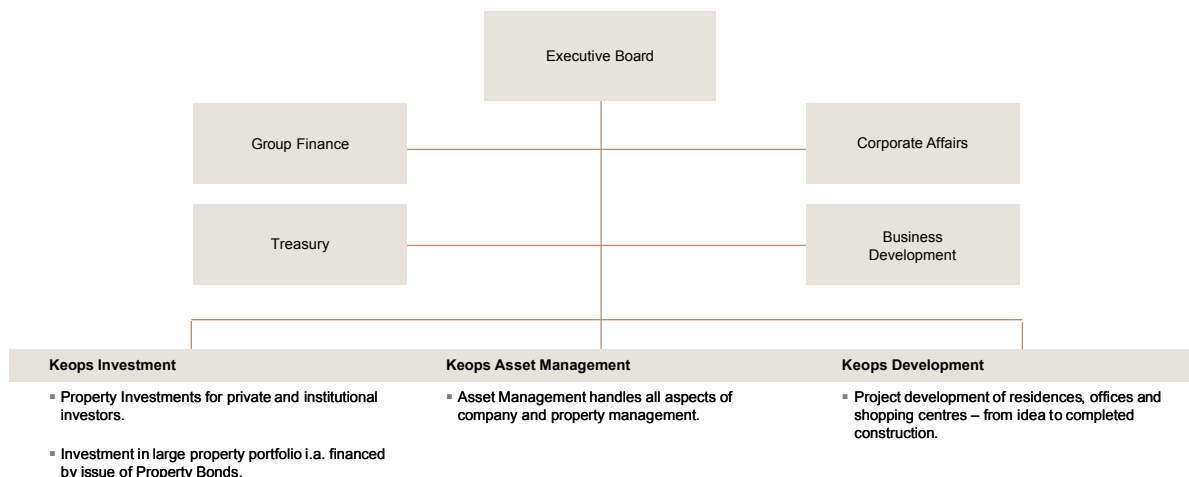 Executive Board
Group Finance
Corporate Affairs
Treasury
Business
Development
Keops Investment
Keops Asset Management
Keops Development
▪ Property Investments for private and institutional
investors.
▪ Investment in large property portfolio i.a. financed
by issue of Property Bonds.
▪ Asset Management handles all aspects of
company and property management.
▪ Project development of residences, offices and
shopping centres – from idea to completed
construction.